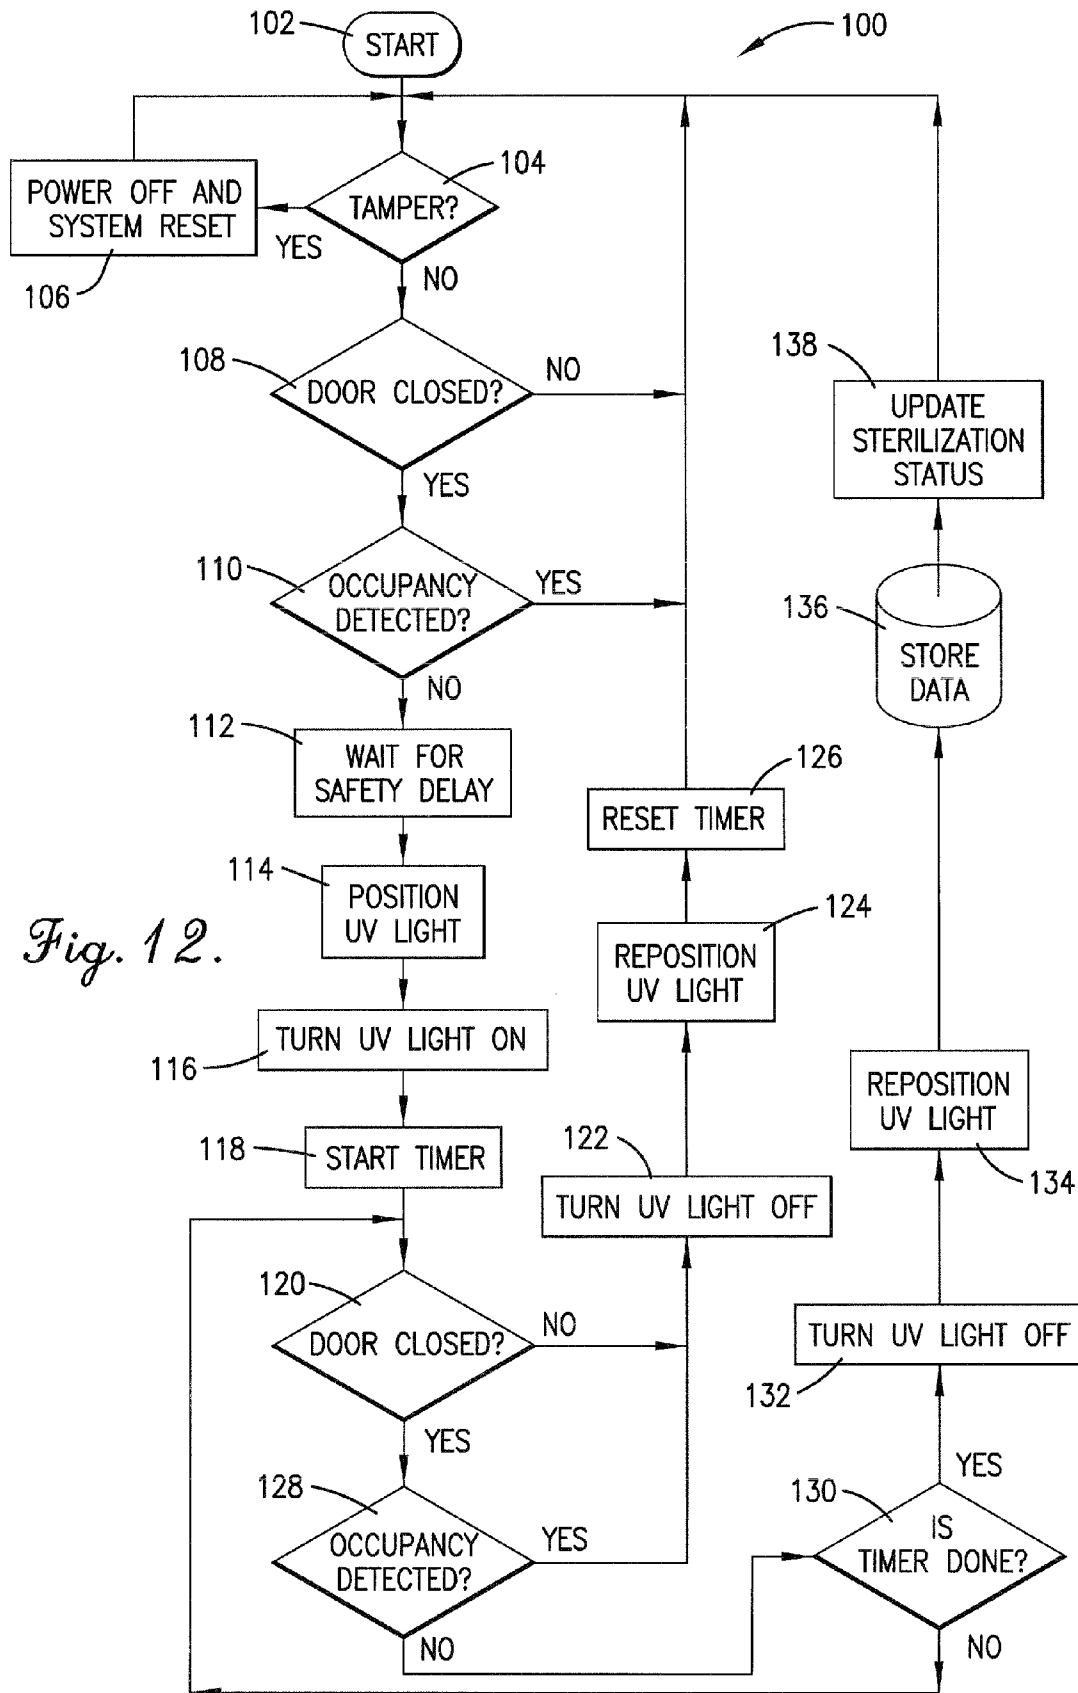 102
START
100
104
POWER OFF AND
SYSTEM RESET
TAMPER?
YES
106
NO
108
DOOR CLOSED?
NO
138
UPDATE
STERILIZATION
STATUS
YES
110
OCCUPANCY
DETECTED?
YES
136
STORE
DATA
NO
112
WAIT FOR
SAFETY DELAY
126
RESET TIMER
114
POSITION
UV LIGHT
124
REPOSITION
UV LIGHT
Fig. 12.
TURN UV LIGHT ON
116
REPOSITION
UV LIGHT
118
START TIMER
122
134
TURN UV LIGHT OFF
120
DOOR CLOSED?
NO
TURN UV LIGHT OFF
132
YES
YES
128
130
OCCUPANCY
DETECTED?
YES
IS
TIMER DONE?
NO
NO